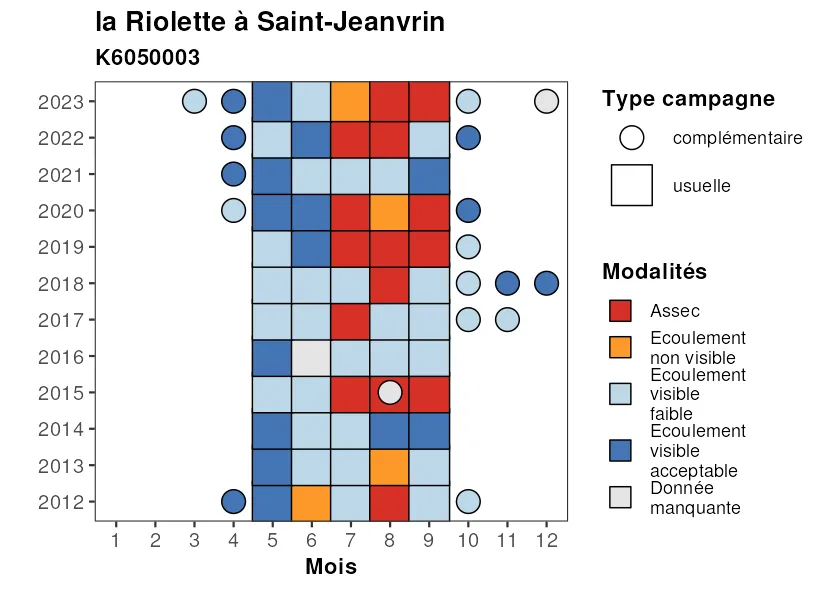 la Riolette à Saint-Jeanvrin
K6050003
2023
2022
2021
2020
2019
2018
2017
2016
2015
2014
2013
2012
1 2 3 4 5 6 7 8 9 10 11 12
Mois
Type campagne
complémentaire
usuelle
Modalités
Assec
Ecoulement
non visible
Ecoulement
visible
faible
Ecoulement
visible
acceptable
Donnée
manquante